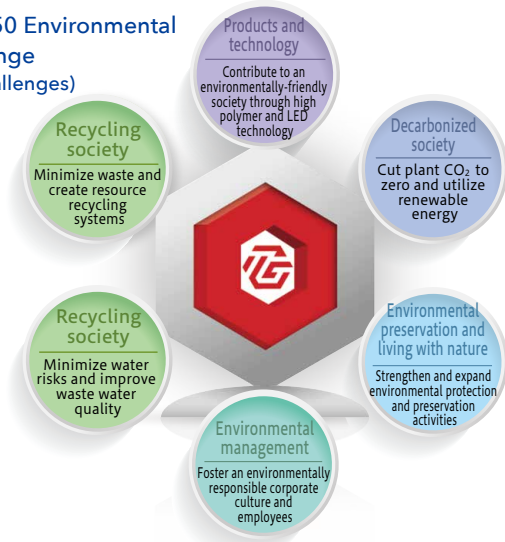 50 Environmental
nge
allenges)
Products and
technology
Contribute to an
environmentally-friendly
society through high
polymer and LED
technology
Recycling
society
Minimize waste and
create resource
recycling
systems
Decarbonized
society
Cut plant CO₂ to
zero and utilize
renewable
energy
Recycling
society
Minimize water
risks and improve
waste water
quality
Environmental
preservation and
living with nature
Strengthen and expand
environmental protection
and preservation
activities
Environmental
management
Foster an environmentally
responsible corporate
culture and
employees
TG